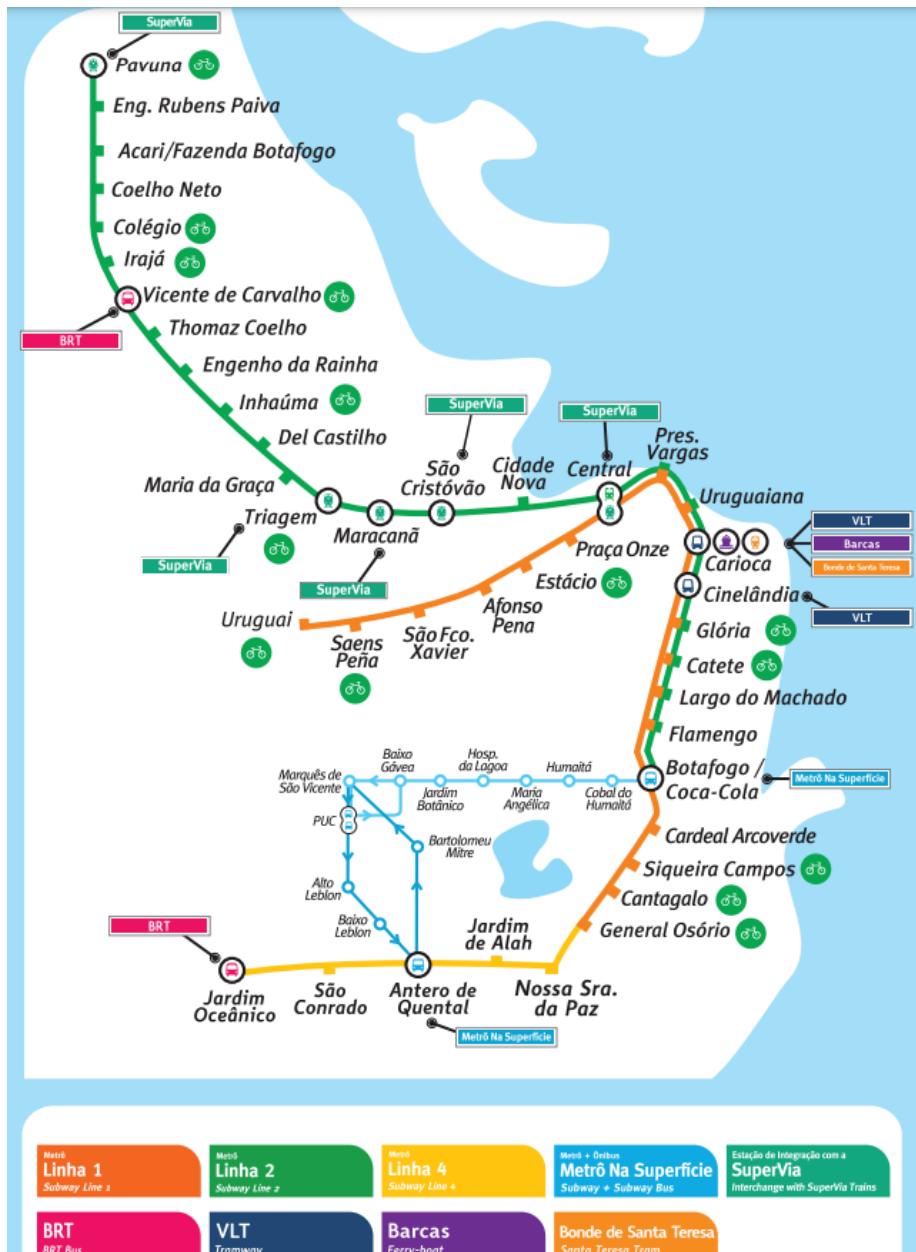 SuperVia
Pavuna
Eng. Rubens Paiva
Acari/Fazenda Botafogo
Coelho Neto
Colégio
Irajá
Vicente de Carvalho
BRT
Thomaz Coelho
Engenho da Rainha
Inhaúma
Del Castilho
Maria da Graça
Triagem
SuperVia
Maracanã
SuperVia
SuperVia
São
Cristóvão
Cidade
Nova
SuperVia
Central
Pres.
Vargas
Uruguaiana
Carioca
VLT
Barcas
Bonde de Santa Teresa
Cinelândia
VLT
Praça Onze
Estácio
Afonso
Pena
São Fco.
Xavier
Saens
Peña
Uruguai
Glória
Catete
Largo do Machado
Flamengo
Botafogo /
Coca-Cola
Metrô Na Superfície
Cobal do
Humaitá
Humaitá
Maria
Angélica
Hosp.
da Lagoa
Jardim
Botânico
Baixo
Gávea
Marquês de
São Vicente
PUC
Bartolomeu
Mitre
Alto
Leblon
Baixo
Leblon
Cardeal Arcoverde
Siqueira Campos
Cantagalo
General Osório
Nossa Sra.
da Paz
Jardim
de Alah
Antero de
Quental
Metrô Na Superfície
São
Conrado
BRT
Jardim
Oceânico
Metrô
Linha 1
Subway Line 1
Metrô
Linha 2
Subway Line 2
Metrô
Linha 4
Subway Line 4
Metrô + Ônibus
Metrô Na Superfície
Subway + Subway Bus
Estação de Integração com a
SuperVia
Interchange with SuperVia Trains
BRT
BRT Bus
VLT
Tramway
Barcas
Ferry-boat
Bonde de Santa Teresa
Santa Teresa Tram